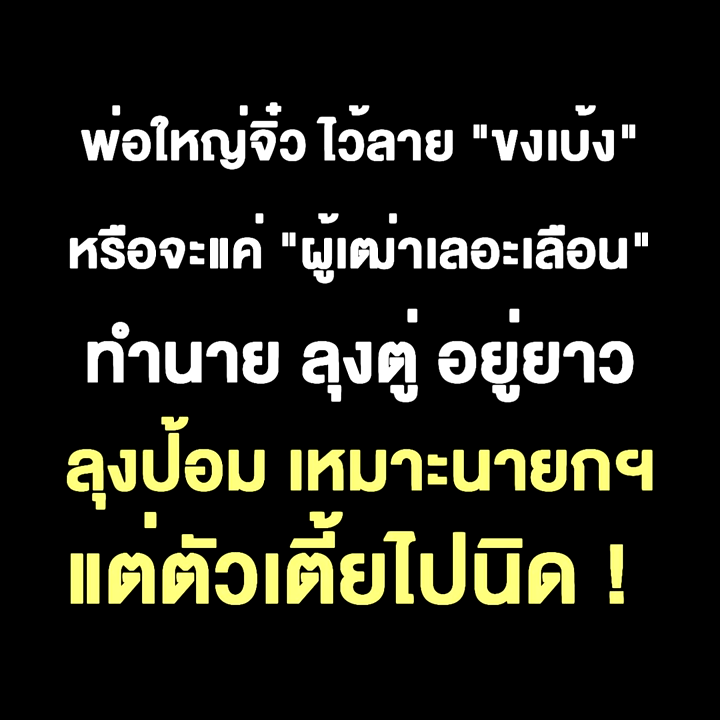 พ่อใหญ่จิ๋ว ไว้ลาย "ขงเบ้ง"
หรือจะแค่ "ผู้เฒ่าเลอะเลือน"
ทำนาย ลุงตู่ อยู่ยาว
ลุงป้อม เหมาะนายกฯ
แต่ตัวเตี้ยไปนิด !